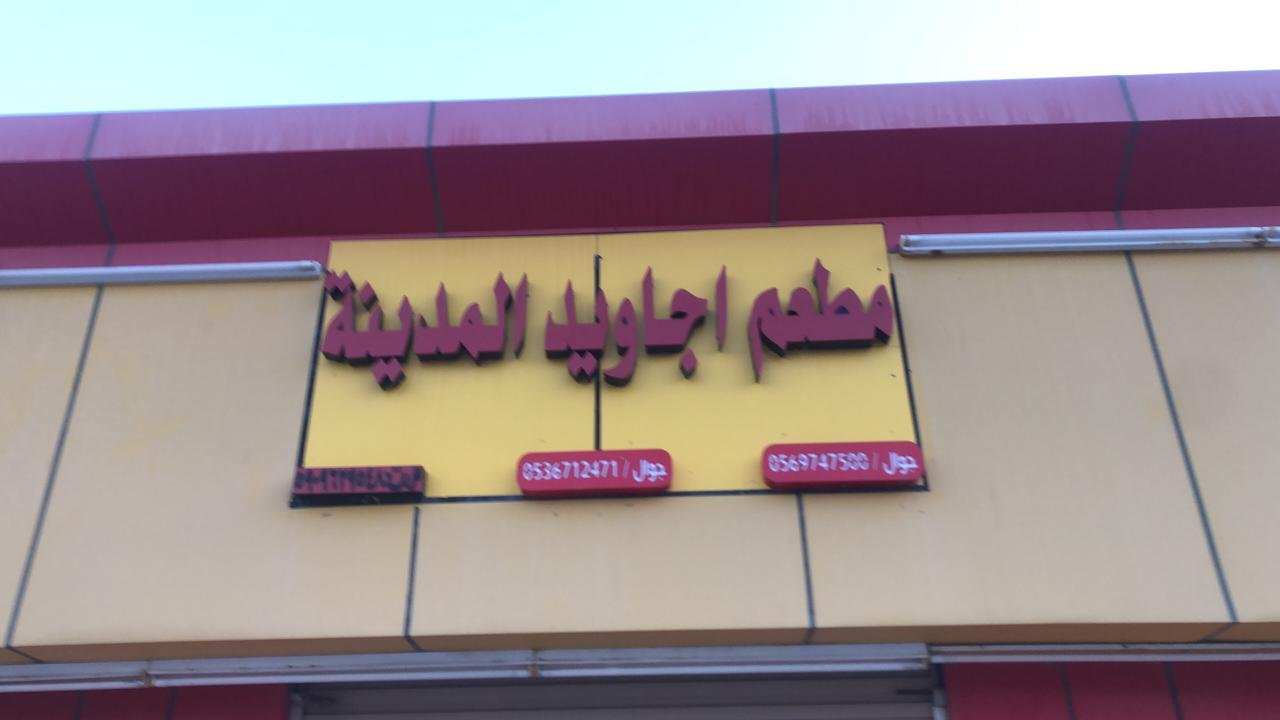 مطعم اجاويد المدينة
جوال / 0569747500
جوال / 0536712471